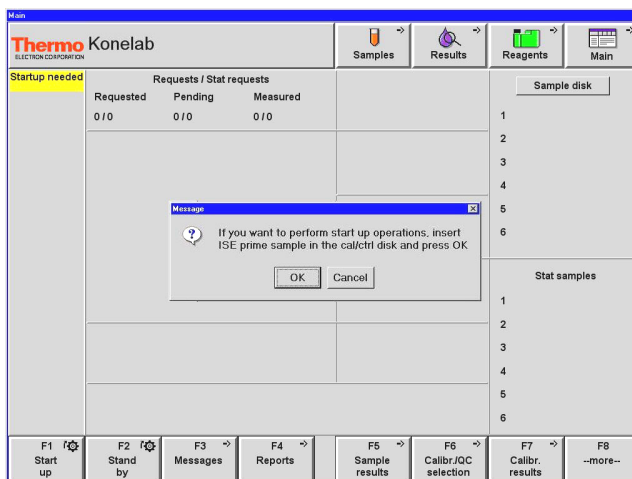 Main
Thermo
ELECTRON CORPORATION
Konelab
Samples
Results
Reagents
Main
Startup needed
Requests / Stat requests
Requested Pending Measured
0 / 0 0 / 0 0 / 0
Sample disk
1
2
3
4
5
6
Message
If you want to perform start up operations, insert
ISE prime sample in the cal/ctrl disk and press OK
OK Cancel
Stat samples
1
2
3
4
5
6
F1
Start
up
F2
Stand
by
F3
Messages
F4
Reports
F5
Sample
results
F6
Calibr./QC
selection
F7
Calibr.
results
F8
--more--